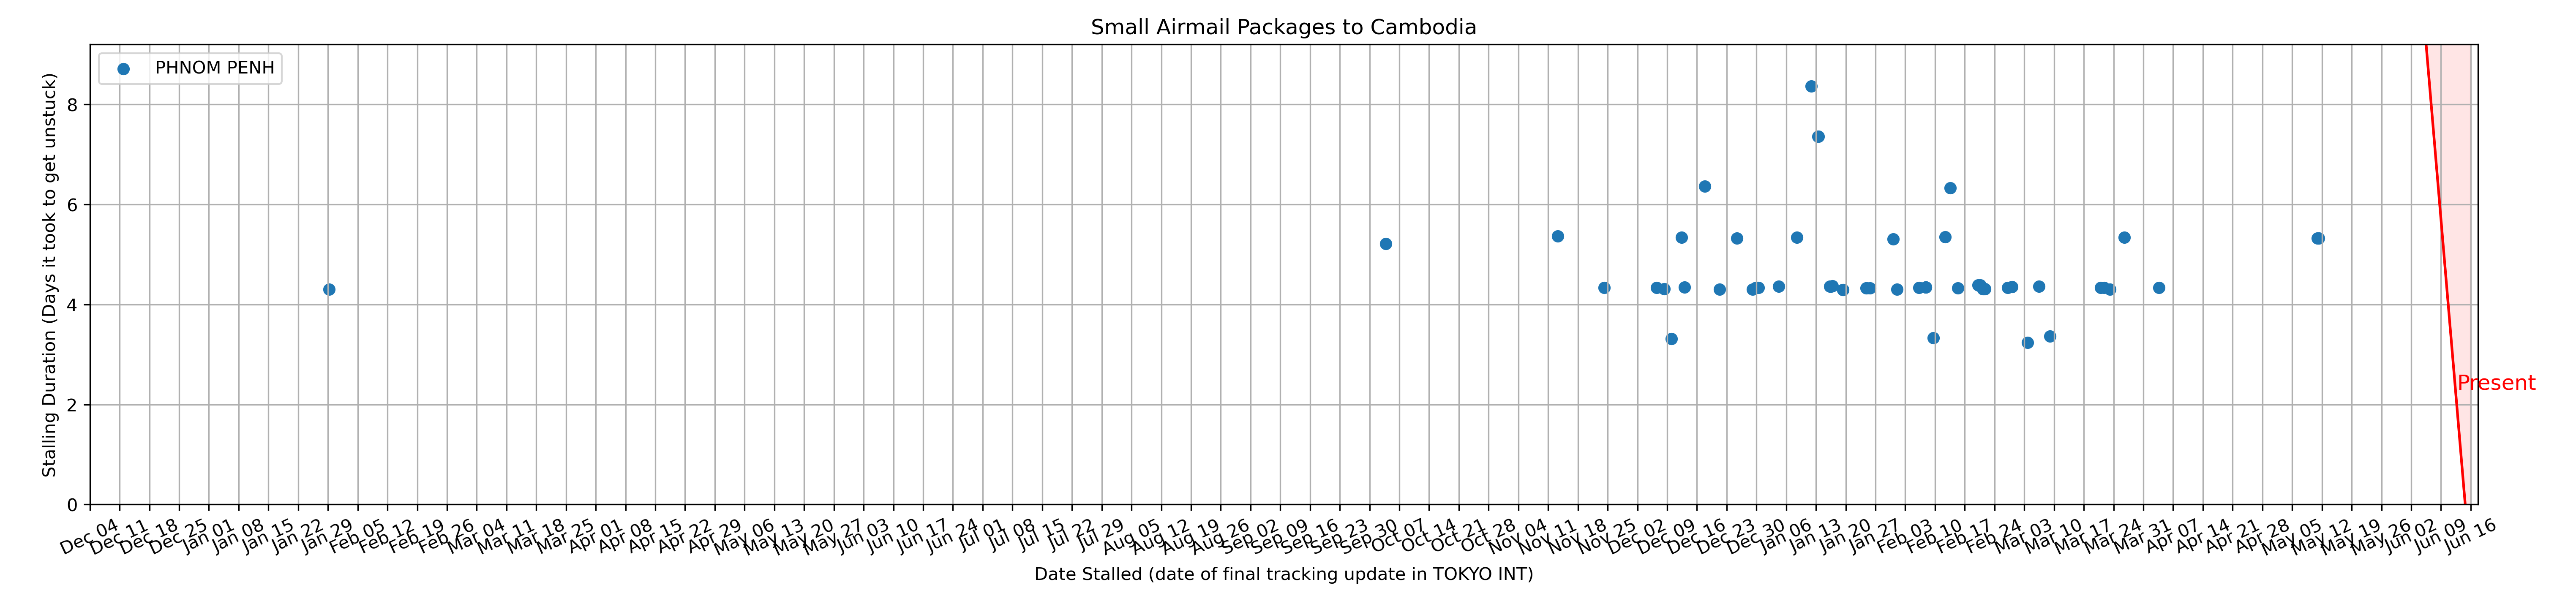 Small Airmail Packages to Cambodia
PHNOM PENH
Stalling Duration (Days it took to get unstuck)
8
6
4
2
0
Present
Dec 04
Dec 11
Dec 18
Dec 25
Jan 01
Jan 08
Jan 15
Jan 22
Jan 29
Feb 05
Feb 12
Feb 19
Feb 26
Mar 04
Mar 11
Mar 18
Mar 25
Apr 01
Apr 08
Apr 15
Apr 22
Apr 29
May 06
May 13
May 20
May 27
Jun 03
Jun 10
Jun 17
Jun 24
Jul 01
Jul 08
Jul 15
Jul 22
Jul 29
Aug 05
Aug 12
Aug 19
Aug 26
Sep 02
Sep 09
Sep 16
Sep 23
Sep 30
Oct 07
Oct 14
Oct 21
Oct 28
Nov 04
Nov 11
Nov 18
Nov 25
Dec 02
Dec 09
Dec 16
Dec 23
Dec 30
Jan 06
Jan 13
Jan 20
Jan 27
Feb 03
Feb 10
Feb 17
Feb 24
Mar 03
Mar 10
Mar 17
Mar 24
Mar 31
Apr 07
Apr 14
Apr 21
Apr 28
May 05
May 12
May 19
May 26
Jun 02
Jun 09
Jun 16
Date Stalled (date of final tracking update in TOKYO INT)